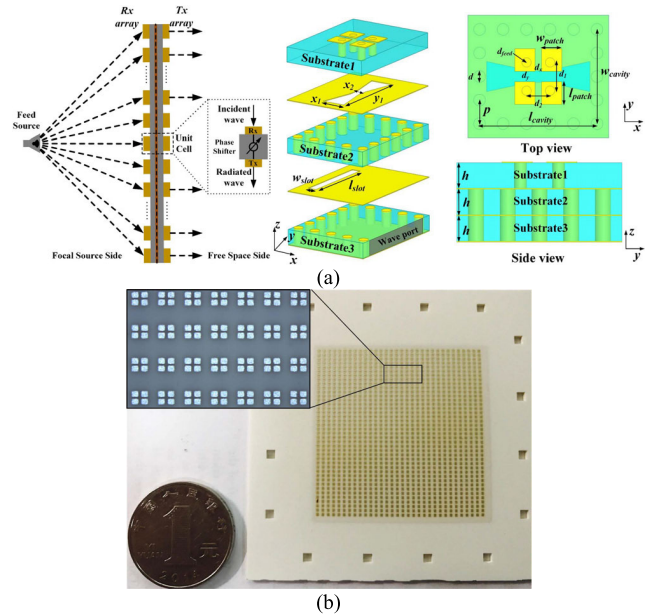 Rx
array
Tx
array
Feed
Source
Unit
Cell
Incident
wave
Rx
Phase
Shifter
Tx
Radiated
wave
Focal Source Side
Free Space Side
Substrate1
x2
x1
y1
Substrate2
wslot
lslot
Substrate3
Wave port
z
y
x
dfeed
wpatch
d
d1
d2
lpatch
wcavity
p
lcavity
Top view
y
x
h
Substrate1
h
Substrate2
h
Substrate3
Side view
z
y
(a)
1
元
2013
(b)